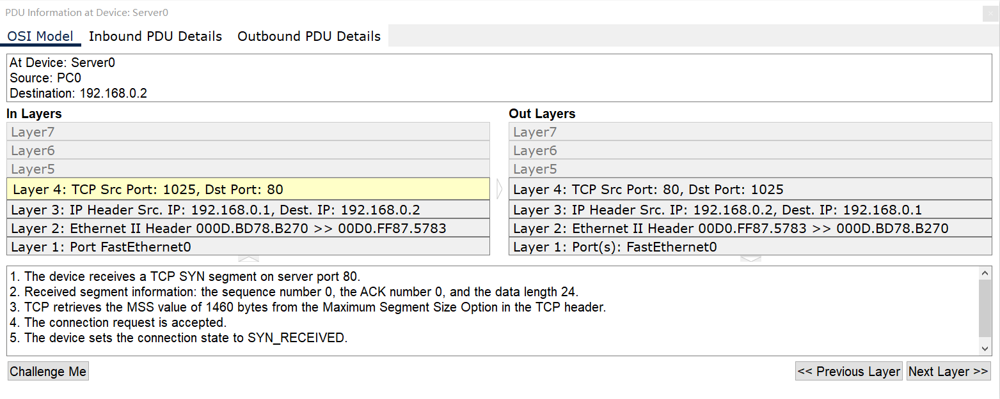 PDU Information at Device: Server0
OSI Model Inbound PDU Details Outbound PDU Details
At Device: Server0
Source: PC0
Destination: 192.168.0.2
In Layers
Layer7
Layer6
Layer5
Layer 4: TCP Src Port: 1025, Dst Port: 80
Layer 3: IP Header Src. IP: 192.168.0.1, Dest. IP: 192.168.0.2
Layer 2: Ethernet II Header 000D.BD78.B270 >> 00D0.FF87.5783
Layer 1: Port FastEthernet0
Out Layers
Layer7
Layer6
Layer5
Layer 4: TCP Src Port: 80, Dst Port: 1025
Layer 3: IP Header Src. IP: 192.168.0.2, Dest. IP: 192.168.0.1
Layer 2: Ethernet II Header 00D0.FF87.5783 >> 000D.BD78.B270
Layer 1: Port(s): FastEthernet0
1. The device receives a TCP SYN segment on server port 80.
2. Received segment information: the sequence number 0, the ACK number 0, and the data length 24.
3. TCP retrieves the MSS value of 1460 bytes from the Maximum Segment Size Option in the TCP header.
4. The connection request is accepted.
5. The device sets the connection state to SYN_RECEIVED.
Challenge Me
<< Previous Layer
Next Layer >>